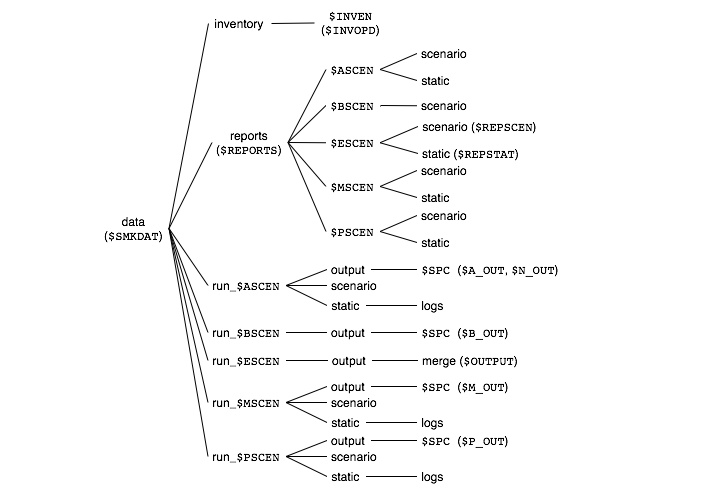 inventory
$INVEN
($INVOPD)
scenario
$ASCEN
static
$BSCEN
scenario
reports
($REPORTS)
scenario ($REPSCEN)
$ESCEN
static ($REPSTAT)
scenario
$MSCEN
static
scenario
$PSCEN
static
data
($SMKDAT)
output
$SPC ($A_OUT, $N_OUT)
run_$ASCEN
scenario
static
logs
run_$BSCEN
output
$SPC ($B_OUT)
run_$ESCEN
output
merge ($OUTPUT)
output
$SPC ($M_OUT)
run_$MSCEN
scenario
static
logs
output
$SPC ($P_OUT)
run_$PSCEN
scenario
static
logs